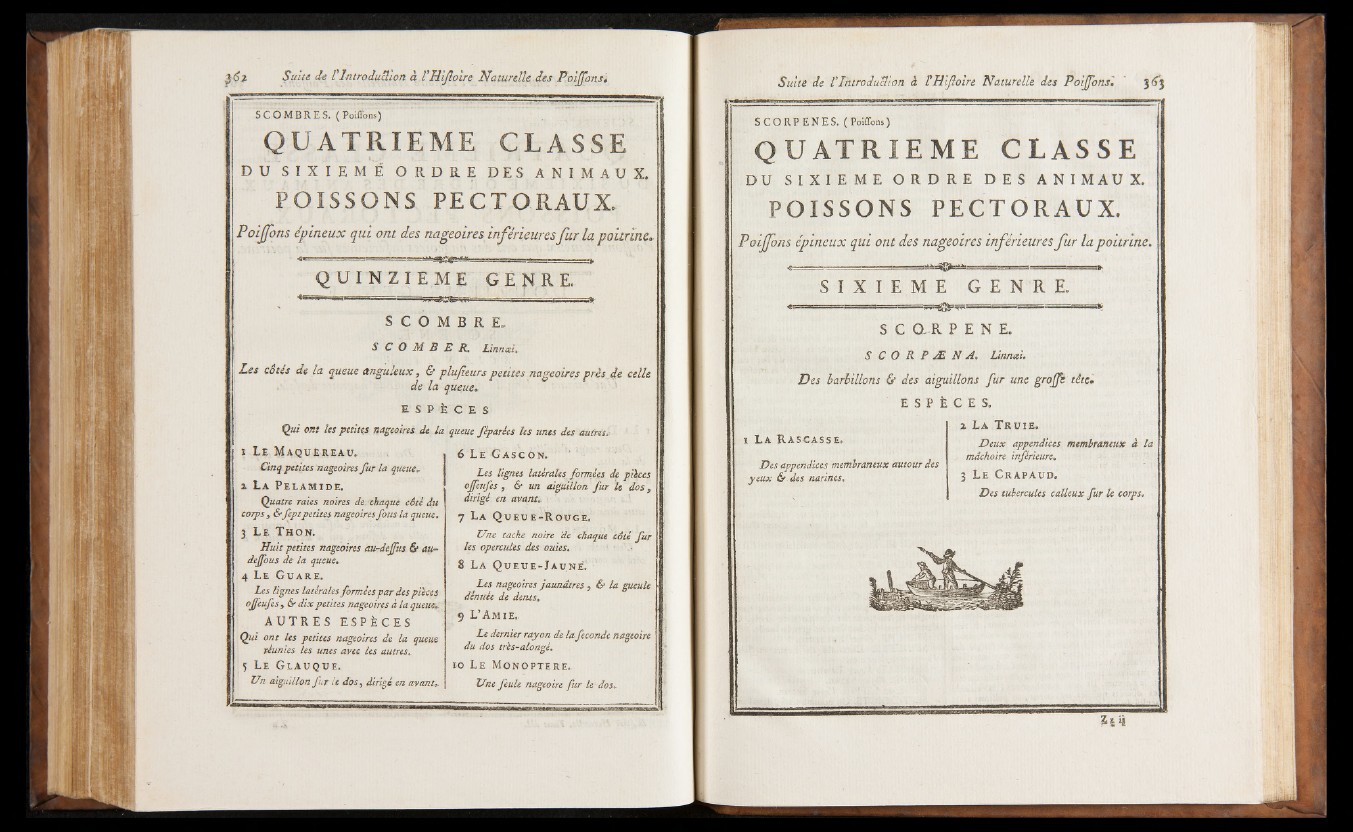 362 Suite de l'Introduction à l'Histoire Naturelle des Poissons.
SCOMBRES. (Poissons)
QUATRIEME CLASSE
DU SIXIEME ORDRE DES ANIMAUX.
POISSONS PECTORAUX.
Poissons épineux qui ont des nageoires inférieures sur la poitrine.
QUINZIEME GENRE.
SCOMBRE.
SCOMBER. Linnæi.
Les côtés de la queue anguleux, & plusieurs petites nageoires près de celle
de la queue.
ESPÈCES
Qui ont les petites nageoires de la queue séparées les unes des autres.
1 LE MAQUEREAU.
Cinq petites nageoires sur la queue.
2 LA PELAMIDE.
Quatre raies noires de chaque côté du
corps, & sept petites nageoires sous la queue.
3 LE THON.
Huit petites nageoires au-dessus & au-
dessous de la queue.
4 LE GUARE.
Les lignes latérales formées par des pièces
osseuses, & dix petites nageoires à la queue.
AUTRES ESPÈCES
Qui ont les petites nageoires de la queue
réunies les unes avec les autres.
5 LE GLAUQUE.
Un aiguillon sur le dos, dirigé en avant.
6 LE GASCON.
Les lignes latérales formées de pièces
osseuses, & un aiguillon sur le dos,
dirigé en avant.
7 LA QUEUE-ROUGE.
Une tache noire de chaque côté sur
les opercules des ouies.
8 LA QUEUE-JAUNE.
Les nageoires jaunâtres, & la gueule
dénuée de dents.
9 L'AMIE.
Le dernier rayon de la seconde nageoire
du dos très-alongé.
10 LE MONOPTERE.
Une seule nageoire sur le dos.
Suite de l'Introduction à l'Histoire Naturelle des Poissons. 363
SCORPENES. (Poissons)
QUATRIEME CLASSE
DU SIXIEME ORDRE DES ANIMAUX.
POISSONS PECTORAUX.
Poissons épineux qui ont des nageoires inférieures sur la poitrine.
SIXIEME GENRE.
SCORPENE.
SCORPÆNA. Linnæi.
Des barbillons & des aiguillons sur une grosse tête.
ESPÈCES.
1 LA RASCASSE.
Des appendices membraneux autour des
yeux & des narines.
2 LA TRUIE.
Deux appendices membraneux à la
mâchoire inférieure.
3 LE CRAPAUD.
Des tubercules calleux sur le corps.
Zz ij